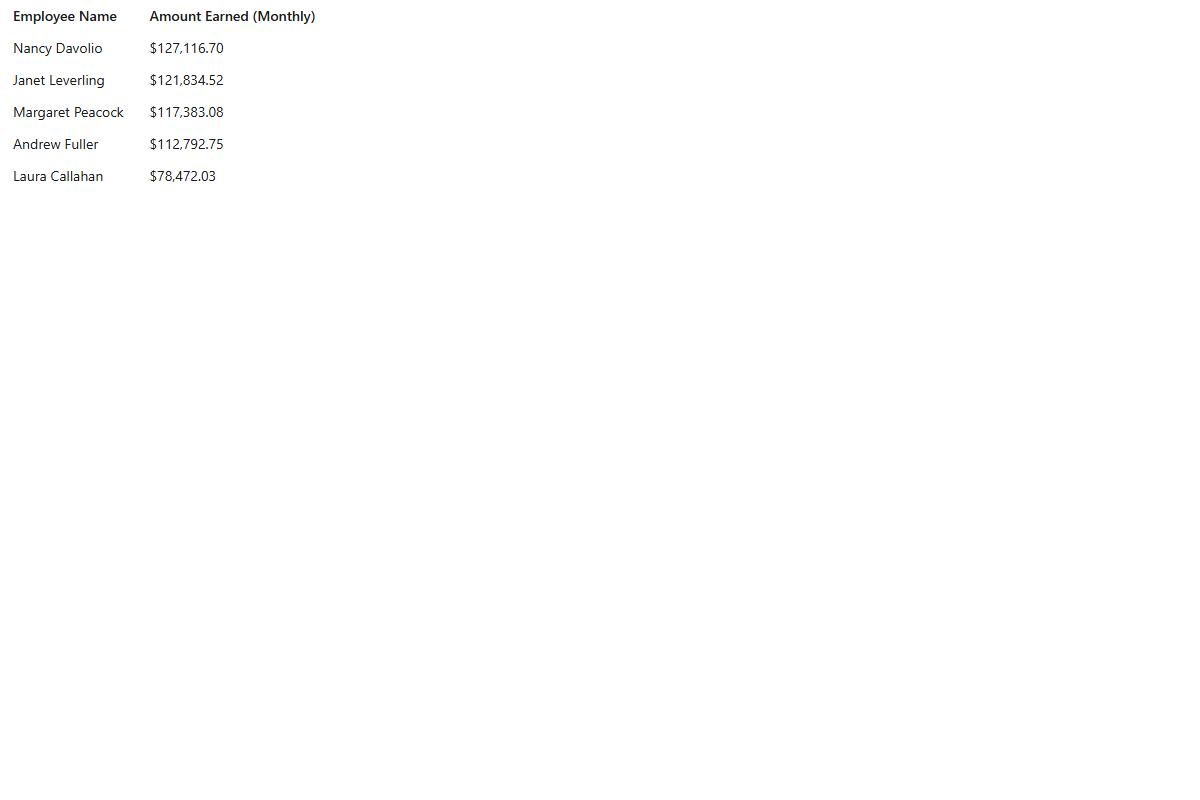 Employee Name Amount Earned (Monthly)
Nancy Davolio $127,116.70
Janet Leverling $121,834.52
Margaret Peacock $117,383.08
Andrew Fuller $112,792.75
Laura Callahan $78,472.03